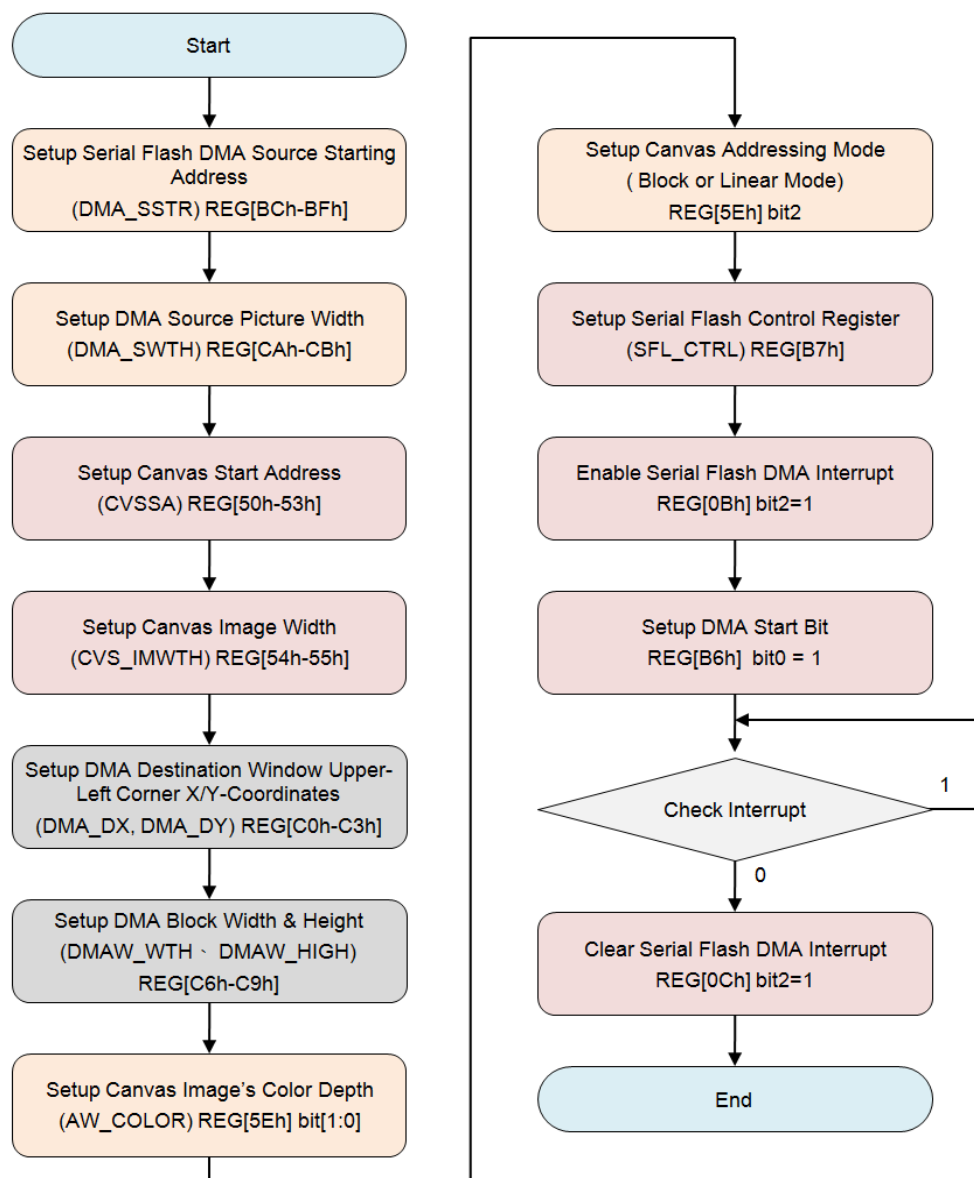 Start
Setup Serial Flash DMA Source Starting
Address
(DMA_SSTR) REG[BCh-BFh]
Setup DMA Source Picture Width
(DMA_SWTH) REG[CAh-CBh]
Setup Canvas Start Address
(CVSSA) REG[50h-53h]
Setup Canvas Image Width
(CVS_IMWTH) REG[54h-55h]
Setup DMA Destination Window Upper-
Left Corner X/Y-Coordinates
(DMA_DX, DMA_DY) REG[C0h-C3h]
Setup DMA Block Width & Height
(DMAW_WTH、 DMAW_HIGH)
REG[C6h-C9h]
Setup Canvas Image’s Color Depth
(AW_COLOR) REG[5Eh] bit[1:0]
Setup Canvas Addressing Mode
( Block or Linear Mode)
REG[5Eh] bit2
Setup Serial Flash Control Register
(SFL_CTRL) REG[B7h]
Enable Serial Flash DMA Interrupt
REG[0Bh] bit2=1
Setup DMA Start Bit
REG[B6h] bit0 = 1
Check Interrupt
1
0
Clear Serial Flash DMA Interrupt
REG[0Ch] bit2=1
End